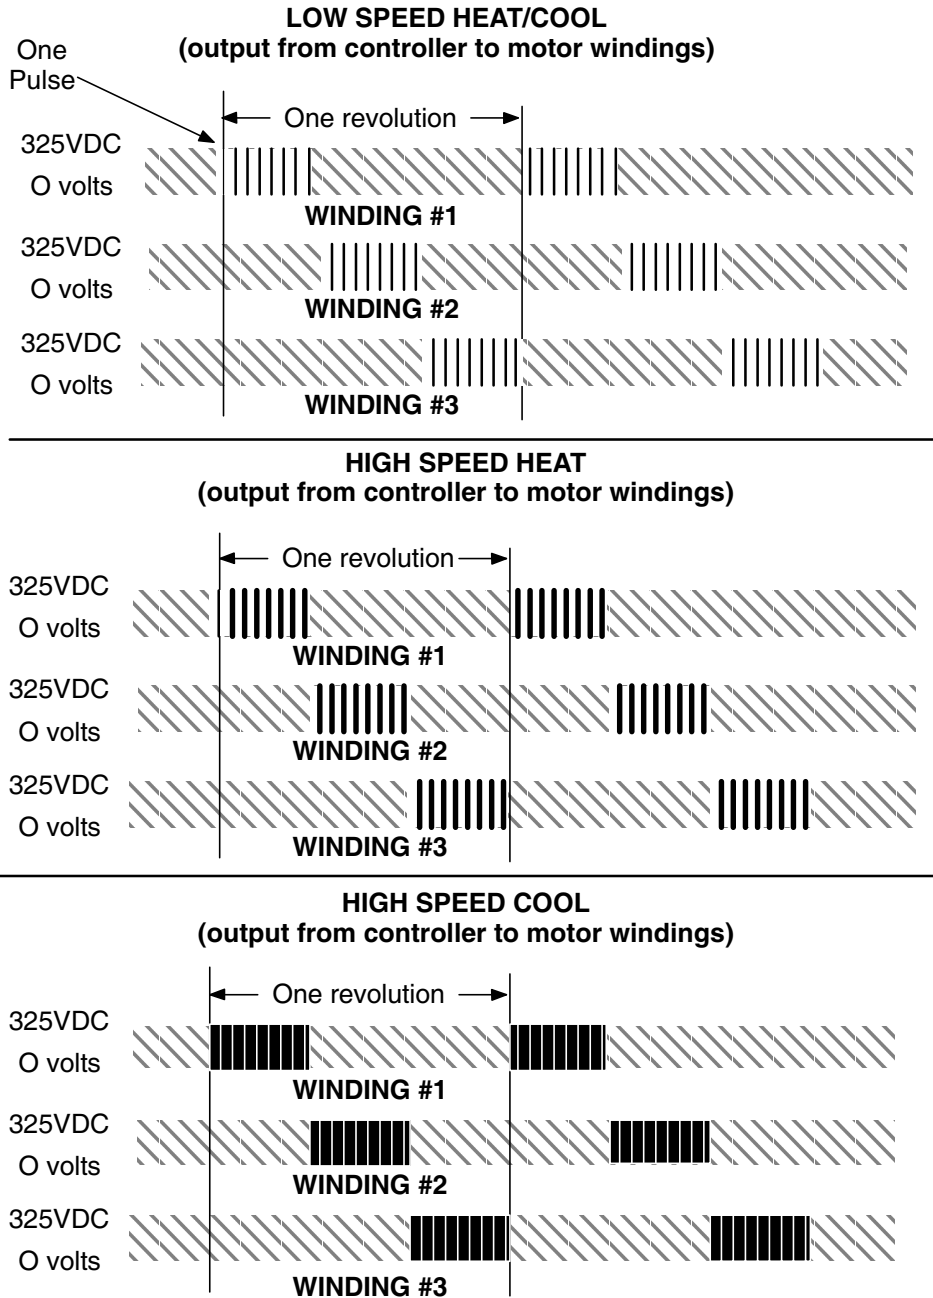 LOW SPEED HEAT/COOL
(output from controller to motor windings)
One
Pulse
One revolution
325VDC
O volts
WINDING #1
325VDC
O volts
WINDING #2
325VDC
O volts
WINDING #3
HIGH SPEED HEAT
(output from controller to motor windings)
One revolution
325VDC
O volts
WINDING #1
325VDC
O volts
WINDING #2
325VDC
O volts
WINDING #3
HIGH SPEED COOL
(output from controller to motor windings)
One revolution
325VDC
O volts
WINDING #1
325VDC
O volts
WINDING #2
325VDC
O volts
WINDING #3